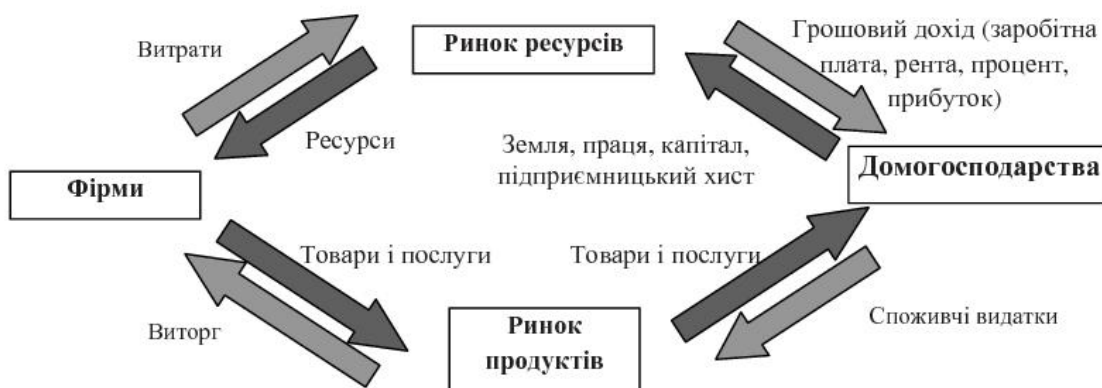 Витрати
Ринок ресурсів
Грошовий дохід (заробітна
плата, рента, процент,
прибуток)
Ресурси
Земля, праця, капітал,
підприємницький хист
Фірми
Домогосподарства
Товари і послуги
Товари і послуги
Виторг
Ринок
продуктів
Споживчі видатки